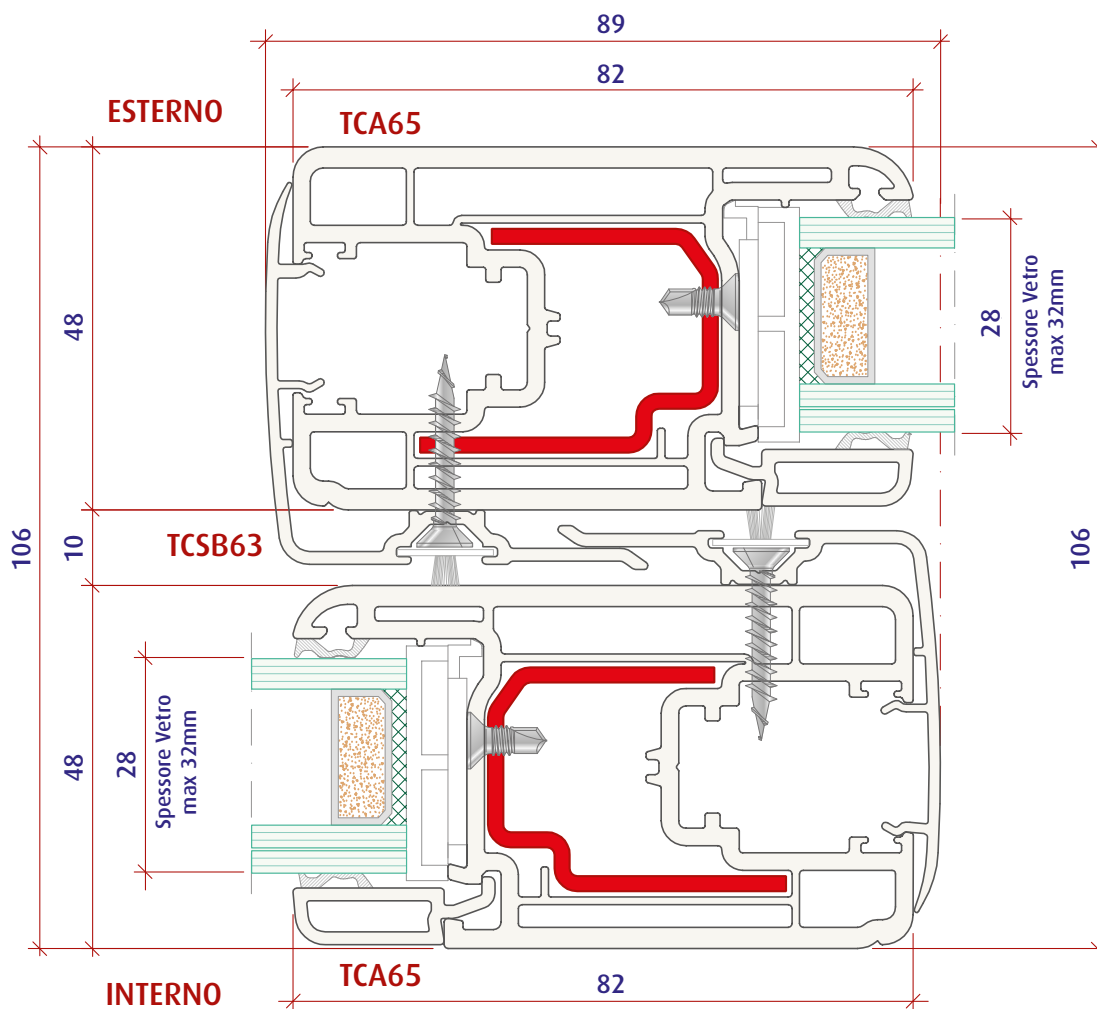 89
82
ESTERNO
TCA65
48
28
Spessore Vetro
max 32mm
106
10
TCSB63
106
48
28
Spessore Vetro
max 32mm
TCA65
82
INTERNO